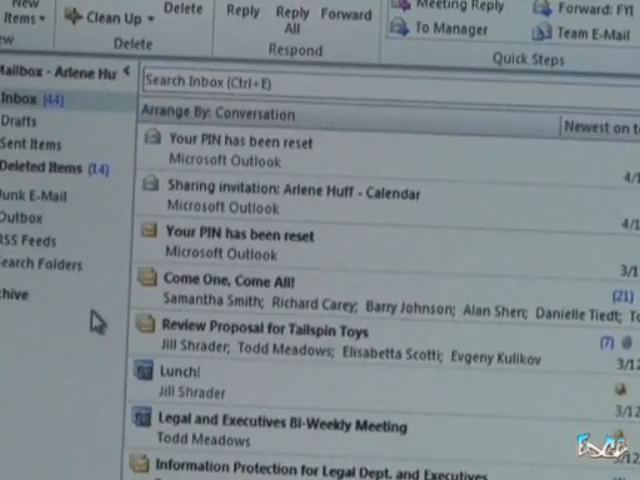 New
Items
Clean Up
Delete
Reply
Reply
All
Forward
Meeting Reply
To Manager
Forward: FYI
Team E-Mail
Delete
Respond
Quick Steps
Mailbox - Arlene Huf
Search Inbox (Ctrl+E)
Inbox (44)
Arrange By: Conversation
Newest on to
Drafts
Your PIN has been reset
Sent Items
Microsoft Outlook
4/1
Deleted Items (14)
Sharing invitation: Arlene Huff - Calendar
Junk E-Mail
Microsoft Outlook
4/1
Outbox
Your PIN has been reset
RSS Feeds
Microsoft Outlook
3/1
Search Folders
Come One, Come All!
(21)
Samantha Smith; Richard Carey; Barry Johnson; Alan Shen; Danielle Tiedt; To
chive
Review Proposal for Tailspin Toys
(7)
Jill Shrader; Todd Meadows; Elisabetta Scotti; Evgeny Kulikov
3/12
Lunch!
Jill Shrader
3/12
Legal and Executives Bi-Weekly Meeting
Todd Meadows
3/12
Information Protection for Legal Dept. and Executives